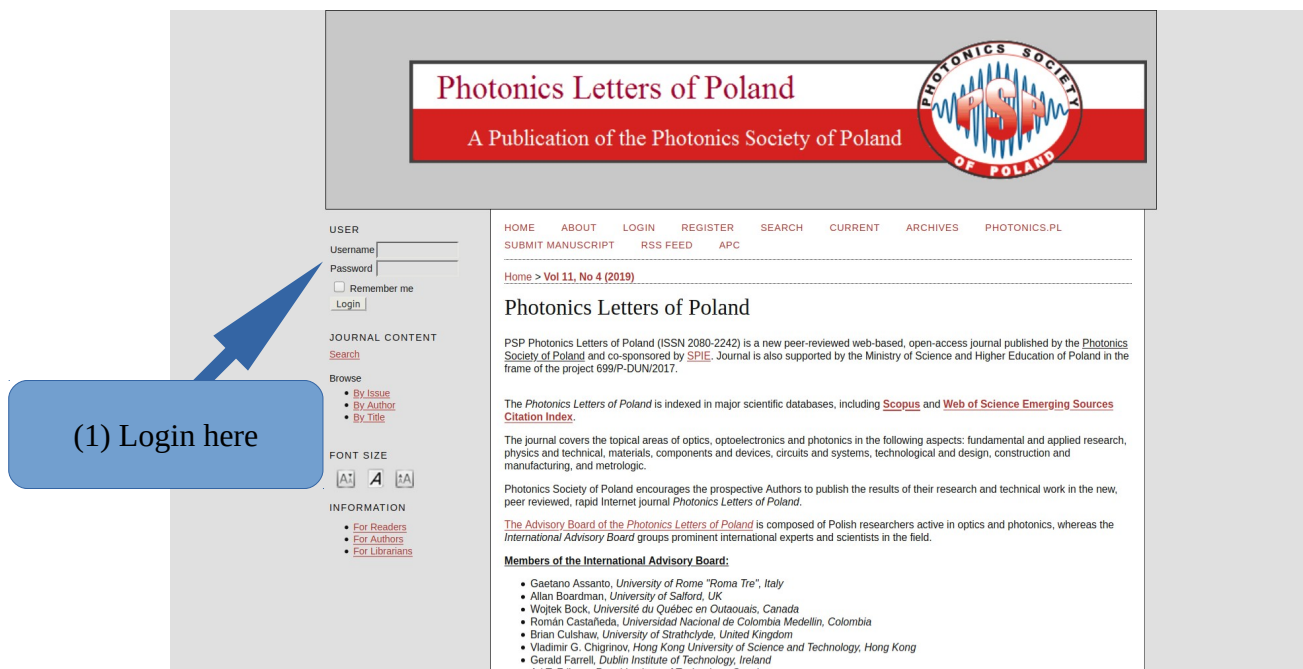 Photonics Letters of Poland
A Publication of the Photonics Society of Poland
PHOTONICS SOCIETY
PSP
OF POLAND
USER
Username
Password
Remember me
Login
JOURNAL CONTENT
Search
Browse
By Issue
By Author
By Title
FONT SIZE
A A A
INFORMATION
For Readers
For Authors
For Librarians
(1) Login here
HOME ABOUT LOGIN REGISTER SEARCH CURRENT ARCHIVES PHOTONICS.PL
SUBMIT MANUSCRIPT RSS FEED APC
Home > Vol 11, No 4 (2019)
Photonics Letters of Poland
PSP Photonics Letters of Poland (ISSN 2080-2242) is a new peer-reviewed web-based, open-access journal published by the Photonics
Society of Poland and co-sponsored by SPIE. Journal is also supported by the Ministry of Science and Higher Education of Poland in the
frame of the project 699/P-DUN/2017.
The Photonics Letters of Poland is indexed in major scientific databases, including Scopus and Web of Science Emerging Sources
Citation Index.
The journal covers the topical areas of optics, optoelectronics and photonics in the following aspects: fundamental and applied research,
physics and technical, materials, components and devices, circuits and systems, technological and design, construction and
manufacturing, and metrologic.
Photonics Society of Poland encourages the prospective Authors to publish the results of their research and technical work in the new,
peer reviewed, rapid Internet journal Photonics Letters of Poland.
The Advisory Board of the Photonics Letters of Poland is composed of Polish researchers active in optics and photonics, whereas the
International Advisory Board groups prominent international experts and scientists in the field.
Members of the International Advisory Board:
Gaetano Assanto, University of Rome "Roma Tre", Italy
Allan Boardman, University of Salford, UK
Wojtek Bock, Université du Québec en Outaouais, Canada
Román Castañeda, Universidad Nacional de Colombia Medellin, Colombia
Brian Culshaw, University of Strathclyde, United Kingdom
Vladimir G. Chigrinov, Hong Kong University of Science and Technology, Hong Kong
Gerald Farrell, Dublin Institute of Technology, Ireland